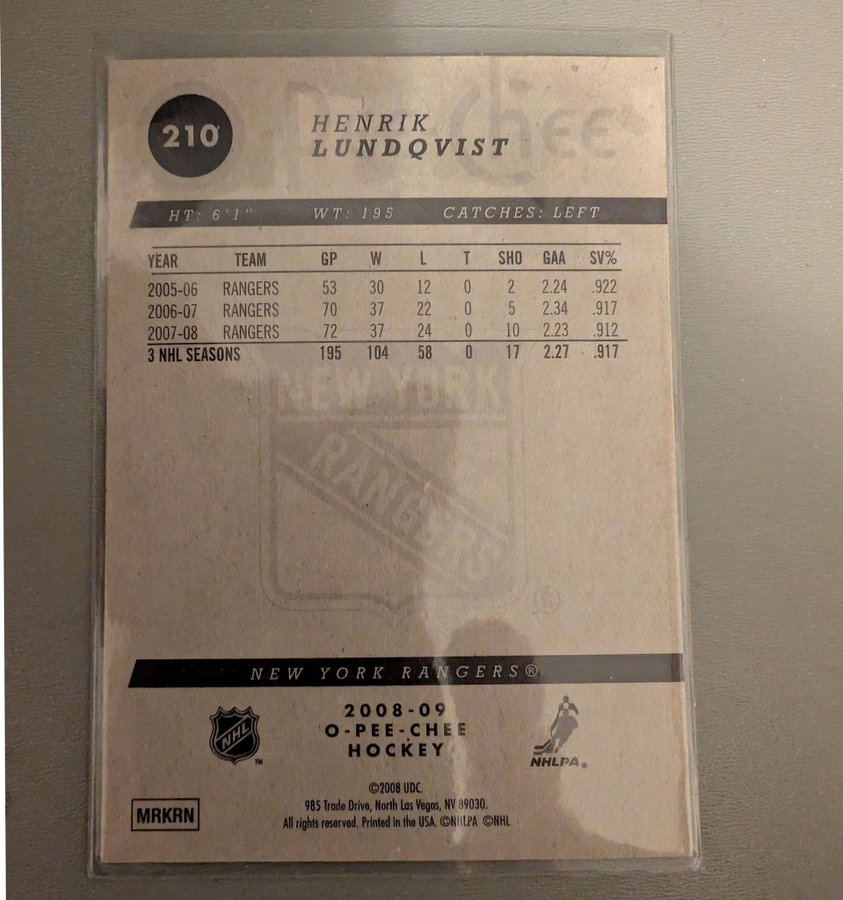 O-Pee-Chee
210
HENRIK
LUNDQVIST
HT: 6'1" WT: 195 CATCHES: LEFT
YEAR TEAM GP W L T SHO GAA SV%
2005-06 RANGERS 53 30 12 0 2 2.24 .922
2006-07 RANGERS 70 37 22 0 5 2.34 .917
2007-08 RANGERS 72 37 24 0 10 2.23 .912
3 NHL SEASONS 195 104 58 0 17 2.27 .917
NEW YORK
RANGERS
®
NEW YORK RANGERS®
2008-09
O-PEE-CHEE
HOCKEY
NHL
TM
NHLPA®
©2008 UDC.
985 Trade Drive, North Las Vegas, NV 89030.
All rights reserved. Printed in the USA. ©NHLPA ©NHL
MRKRN